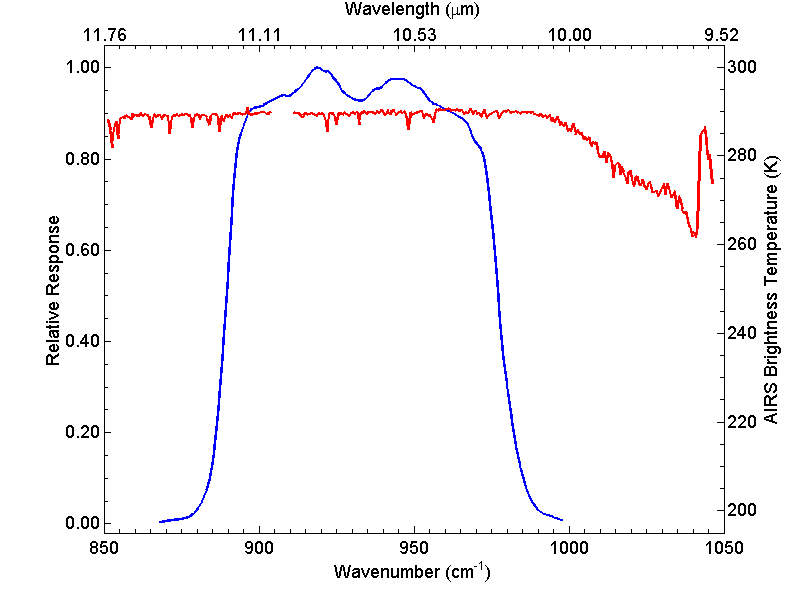 Wavelength (μm)
11.76 11.11 10.53 10.00 9.52
1.00 300
0.80 280
0.60 260
0.40 240
0.20 220
0.00 200
Relative Response
AIRS Brightness Temperature (K)
850 900 950 1000 1050
Wavenumber (cm-1)